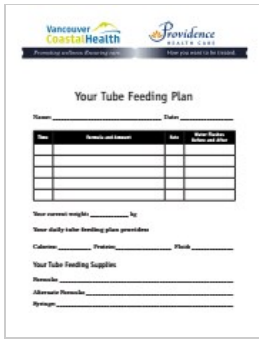 Vancouver
CoastalHealth
Providence
HEALTH CARE
Promoting wellness. Ensuring care.
How you want to be treated.
Your Tube Feeding Plan
Name: Date:
Time Formula and Amount Rate Water Flushes Before and After
Your current weight: kg
Your daily tube feeding plan provides:
Calories: Protein: Fluid:
Your Tube Feeding Supplies
Formula:
Alternate Formula:
Syringe: